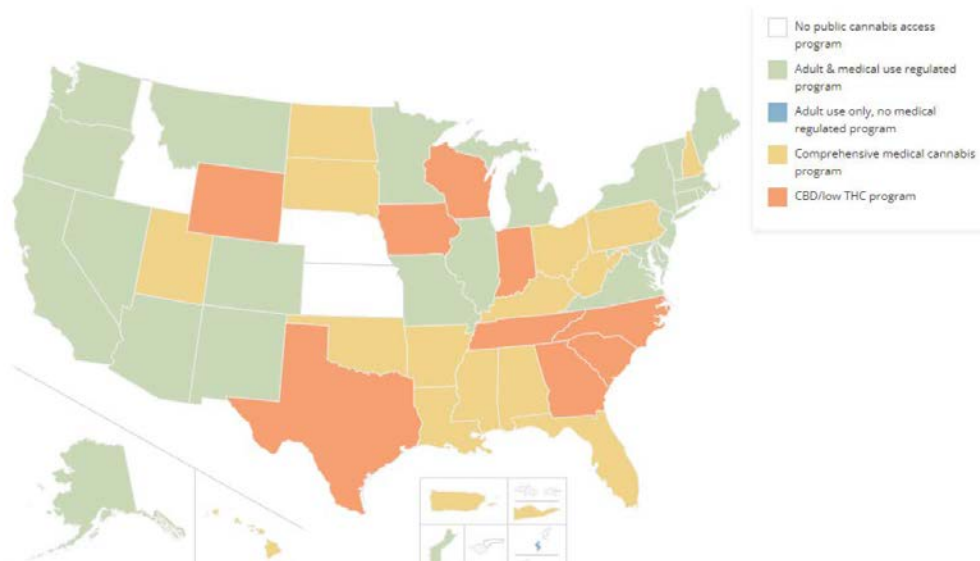 No public cannabis access
program
Adult & medical use regulated
program
Adult use only, no medical
regulated program
Comprehensive medical cannabis
program
CBD/low THC program